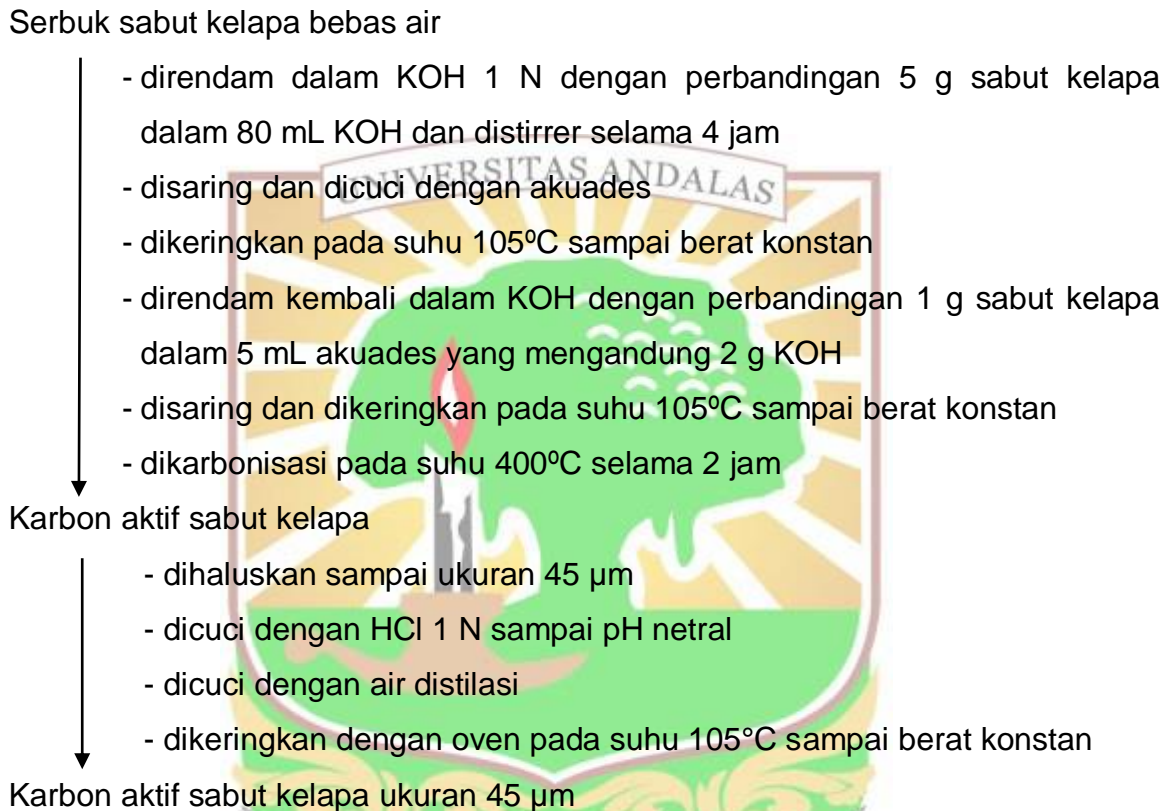 Serbuk sabut kelapa bebas air
- direndam dalam KOH 1 N dengan perbandingan 5 g sabut kelapa
dalam 80 mL KOH dan distirrer selama 4 jam
UNIVERSITAS ANDALAS
- disaring dan dicuci dengan akuades
- dikeringkan pada suhu 105⁰C sampai berat konstan
- direndam kembali dalam KOH dengan perbandingan 1 g sabut kelapa
dalam 5 mL akuades yang mengandung 2 g KOH
- disaring dan dikeringkan pada suhu 105⁰C sampai berat konstan
- dikarbonisasi pada suhu 400⁰C selama 2 jam
Karbon aktif sabut kelapa
- dihaluskan sampai ukuran 45 µm
- dicuci dengan HCl 1 N sampai pH netral
- dicuci dengan air distilasi
- dikeringkan dengan oven pada suhu 105°C sampai berat konstan
Karbon aktif sabut kelapa ukuran 45 µm